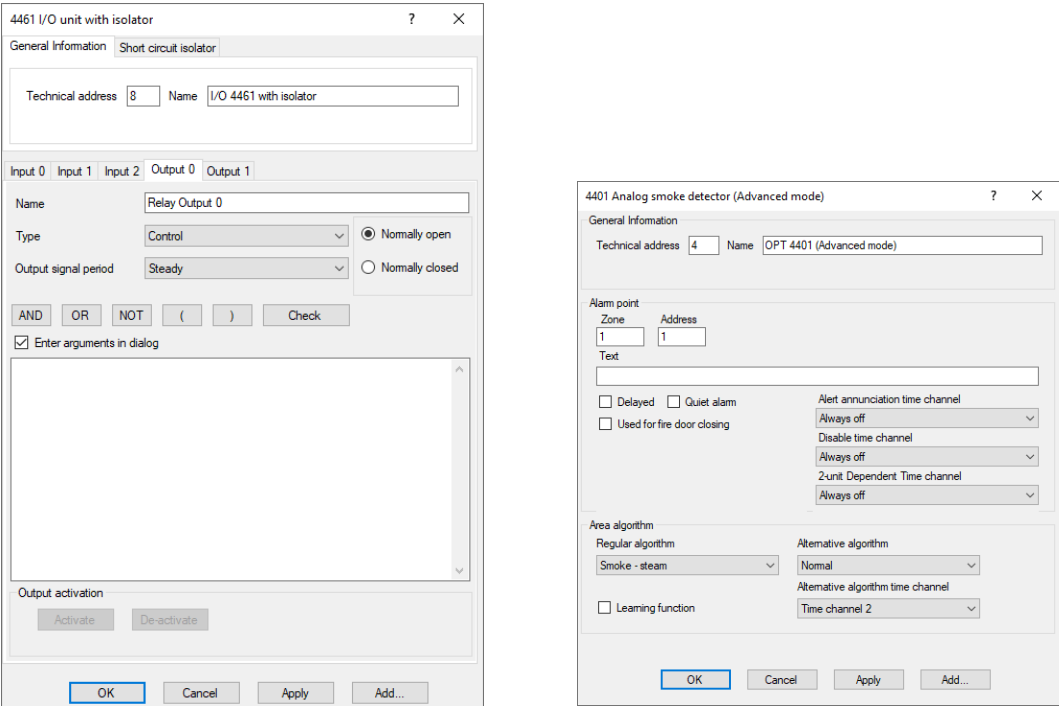 4461 I/O unit with isolator ?
General Information Short circuit isolator
Technical address 8 Name I/O 4461 with isolator
Input 0 Input 1 Input 2 Output 0 Output 1
Name Relay Output 0
Type Control Normally open
Output signal period Steady Normally closed
AND OR NOT ( ) Check
Enter arguments in dialog
Output activation
Activate De-activate
OK Cancel Apply Add...
4401 Analog smoke detector (Advanced mode) ?
General Information
Technical address 4 Name OPT 4401 (Advanced mode)
Alarm point
Zone Address
1 1
Text
Delayed Quiet alarm
Used for fire door closing
Alert annunciation time channel
Always off
Disable time channel
Always off
2-unit Dependent Time channel
Always off
Area algorithm
Regular algorithm Alternative algorithm
Smoke - steam Normal
Alternative algorithm time channel
Learning function Time channel 2
OK Cancel Apply Add...